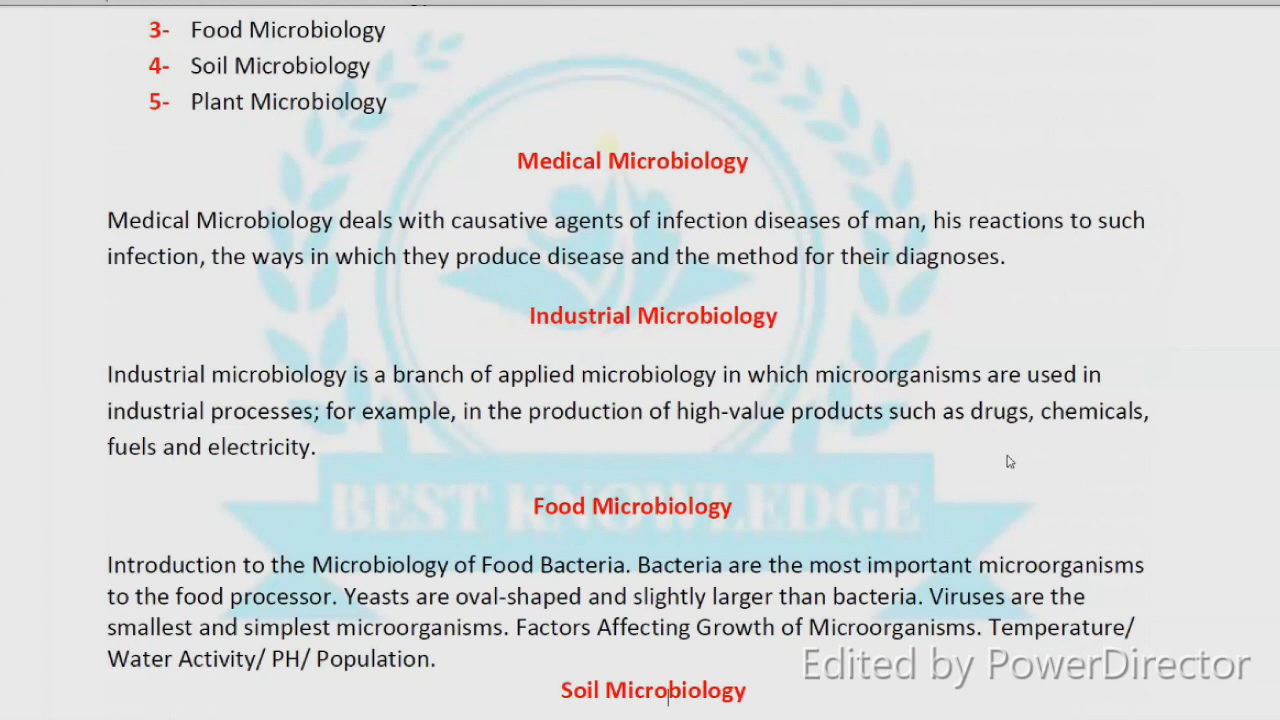 3- Food Microbiology
4- Soil Microbiology
5- Plant Microbiology
Medical Microbiology
Medical Microbiology deals with causative agents of infection diseases of man, his reactions to such
infection, the ways in which they produce disease and the method for their diagnoses.
Industrial Microbiology
Industrial microbiology is a branch of applied microbiology in which microorganisms are used in
industrial processes; for example, in the production of high-value products such as drugs, chemicals,
fuels and electricity.
BEST KNOWLEDGE
Food Microbiology
Introduction to the Microbiology of Food Bacteria. Bacteria are the most important microorganisms
to the food processor. Yeasts are oval-shaped and slightly larger than bacteria. Viruses are the
smallest and simplest microorganisms. Factors Affecting Growth of Microorganisms. Temperature/
Water Activity/ PH/ Population.
Edited by PowerDirector
Soil Microbiology